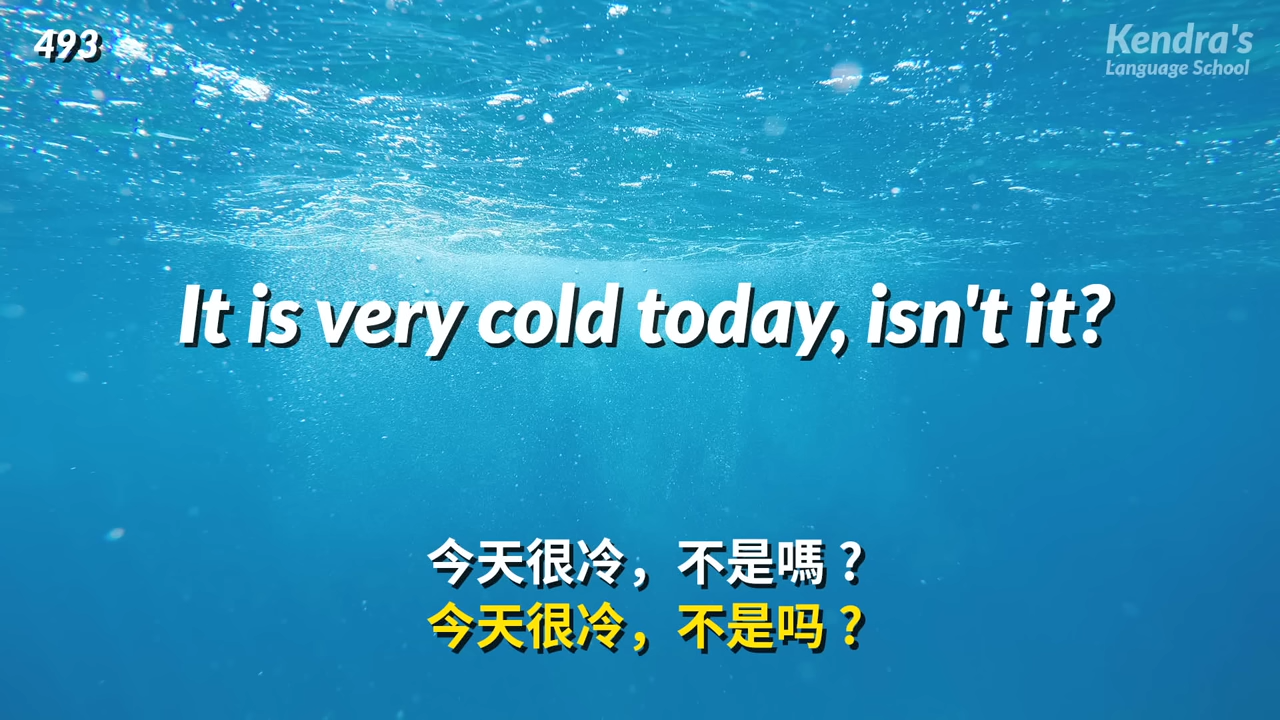 493
Kendra's
Language School
It is very cold today, isn't it?
今天很冷，不是嗎？
今天很冷，不是吗？